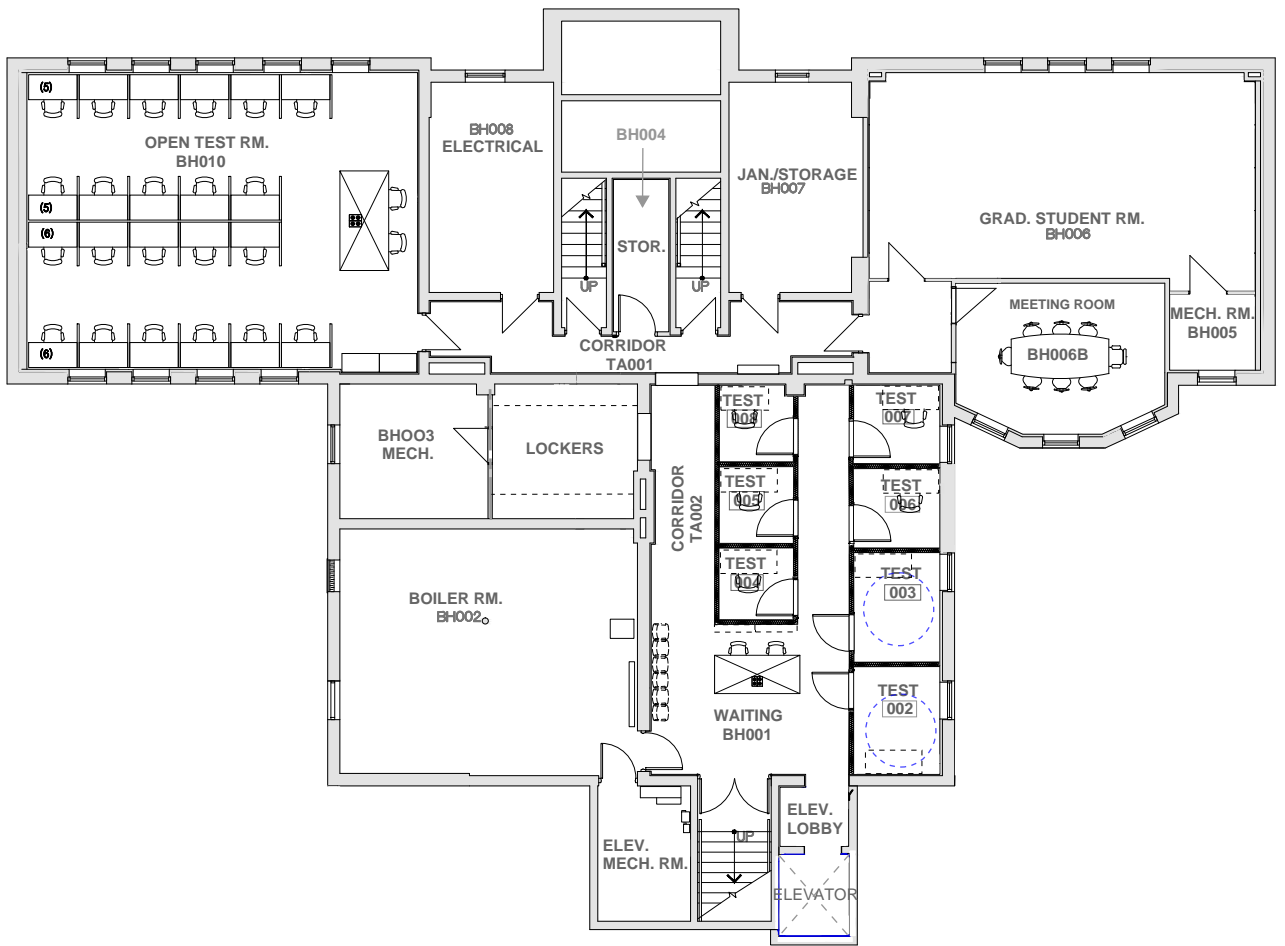 (5)
OPEN TEST RM.
BH010
(5)
(6)
(6)
BH008
ELECTRICAL
BH004
STOR.
UP
UP
JAN./STORAGE
BH007
GRAD. STUDENT RM.
BH006
MEETING ROOM
BH006B
MECH. RM.
BH005
CORRIDOR
TA001
BHOO3
MECH.
LOCKERS
CORRIDOR
TA002
TEST
008
TEST
007
TEST
005
TEST
006
TEST
004
TEST
003
TEST
002
BOILER RM.
BH002
WAITING
BH001
ELEV.
MECH. RM.
UP
ELEV.
LOBBY
ELEVATOR